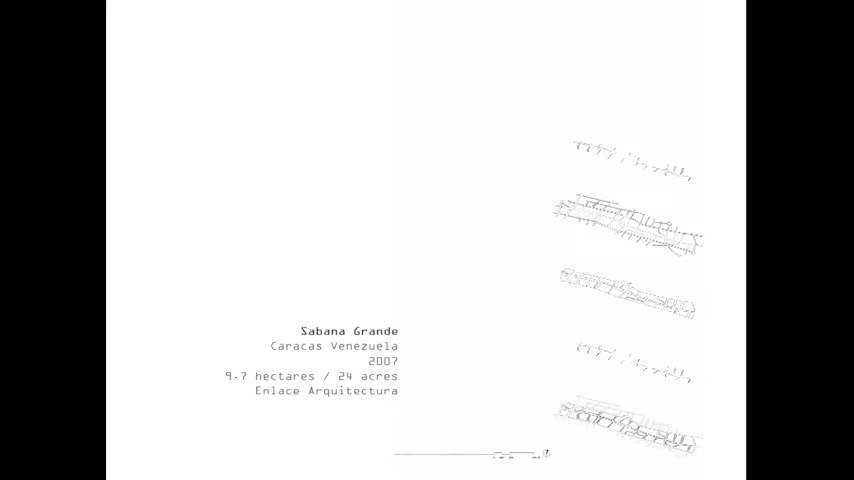 Sabana Grande
Caracas Venezuela
2007
9.7 hectares / 24 acres
Enlace Arquitectura